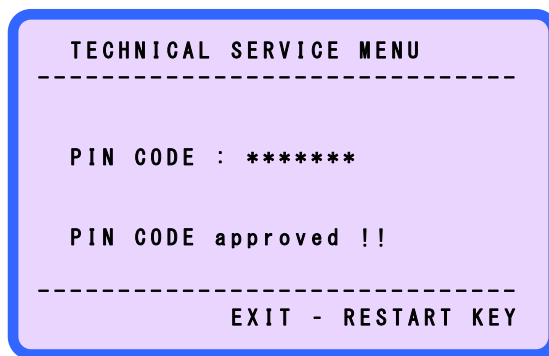 TECHNICAL SERVICE MENU
------------------------------
PIN CODE : *******
PIN CODE approved !!
------------------------------
EXIT - RESTART KEY